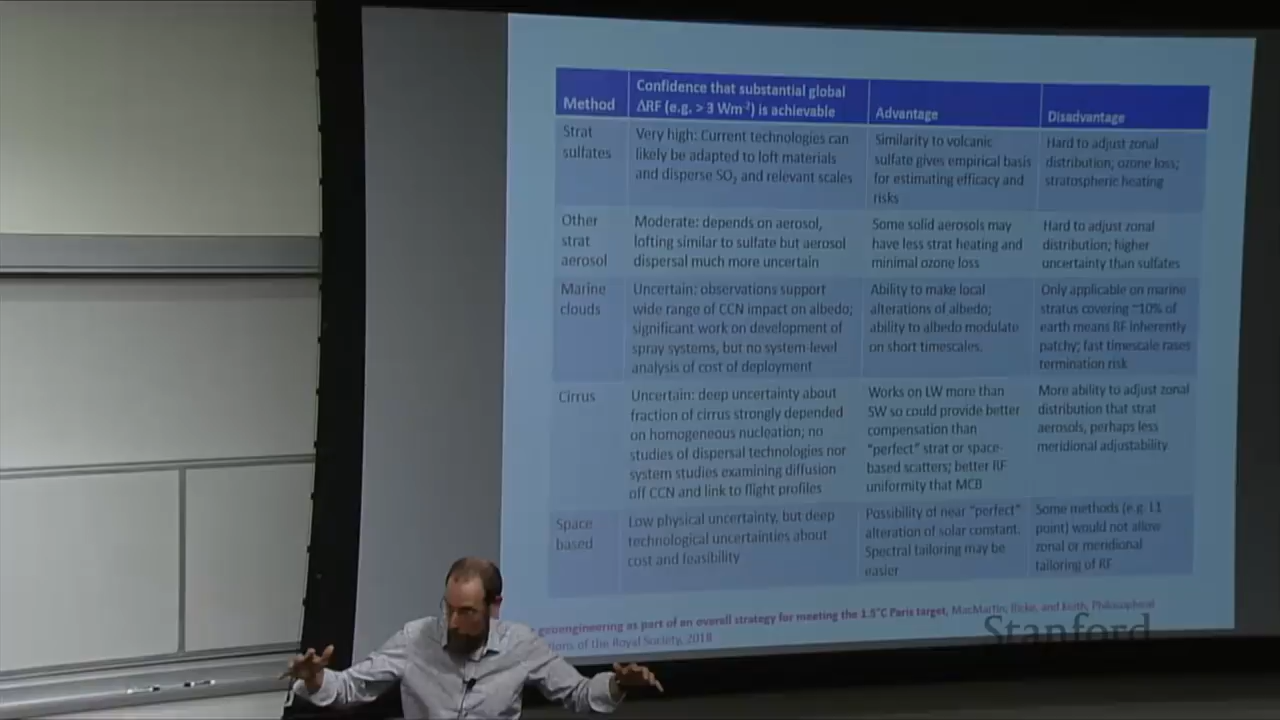 Method
Confidence that substantial global
ΔRF (e.g. > 3 Wm-2) is achievable
Advantage
Disadvantage
Strat
sulfates
Very high: Current technologies can
likely be adapted to loft materials
and disperse SO2 and relevant scales
Similarity to volcanic
sulfate gives empirical basis
for estimating efficacy and
risks
Hard to adjust zonal
distribution; ozone loss;
stratospheric heating
Other
strat
aerosol
Moderate: depends on aerosol,
lofting similar to sulfate but aerosol
dispersal much more uncertain
Some solid aerosols may
have less strat heating and
minimal ozone loss
Hard to adjust zonal
distribution; higher
uncertainty than sulfates
Marine
clouds
Uncertain: observations support
wide range of CCN impact on albedo;
significant work on development of
spray systems, but no system-level
analysis of cost of deployment
Ability to make local
alterations of albedo;
ability to albedo modulate
on short timescales.
Only applicable on marine
stratus covering ~10% of
earth means RF inherently
patchy; fast timescale rases
termination risk
Cirrus
Uncertain: deep uncertainty about
fraction of cirrus strongly depended
on homogeneous nucleation; no
studies of dispersal technologies nor
system studies examining diffusion
off CCN and link to flight profiles
Works on LW more than
SW so could provide better
compensation than
"perfect" strat or space-
based scatters; better RF
uniformity that MCB
More ability to adjust zonal
distribution that strat
aerosols, perhaps less
meridional adjustability.
Space
based
Low physical uncertainty, but deep
technological uncertainties about
cost and feasibility
Possibility of near "perfect"
alteration of solar constant.
Spectral tailoring may be
easier
Some methods (e.g. L1
point) would not allow
zonal or meridional
tailoring of RF
geoengineering as part of an overall strategy for meeting the 1.5°C Paris target, MacMartin, Ricke, and Keith, Philosophical
of the Royal Society, 2018
Stanford